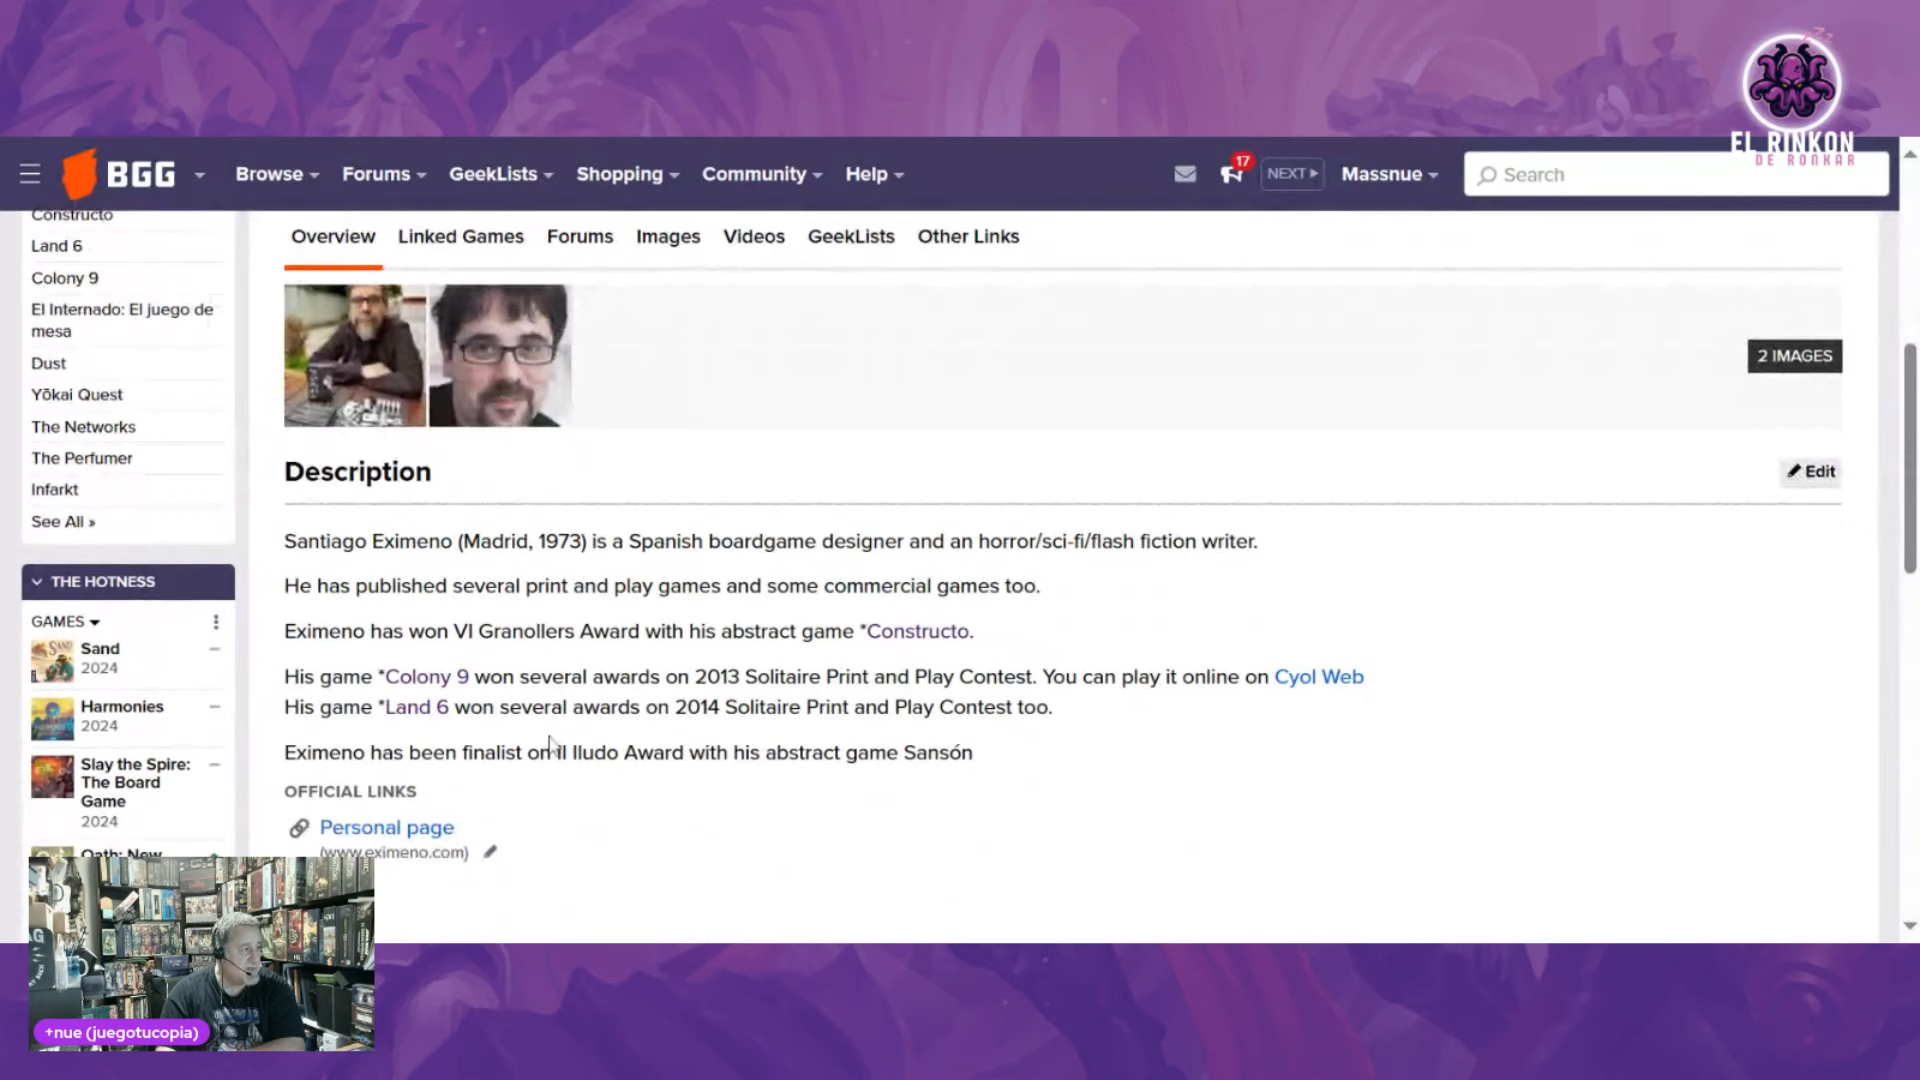 EL RINKON
DE RONKAR
BGG
Browse
Forums
GeekLists
Shopping
Community
Help
17
NEXT
Massnue
Search
Constructo
Land 6
Colony 9
El Internado: El juego de
mesa
Dust
Yōkai Quest
The Networks
The Perfumer
Infarkt
See All »
THE HOTNESS
GAMES
Sand
2024
Harmonies
2024
Slay the Spire:
The Board
Game
2024
Oath: New
Overview
Linked Games
Forums
Images
Videos
GeekLists
Other Links
2 IMAGES
Description
Edit
Santiago Eximeno (Madrid, 1973) is a Spanish boardgame designer and an horror/sci-fi/flash fiction writer.
He has published several print and play games and some commercial games too.
Eximeno has won VI Granollers Award with his abstract game *Constructo.
His game *Colony 9 won several awards on 2013 Solitaire Print and Play Contest. You can play it online on Cyol Web
His game *Land 6 won several awards on 2014 Solitaire Print and Play Contest too.
Eximeno has been finalist on II Iludo Award with his abstract game Sansón
OFFICIAL LINKS
Personal page
(www.eximeno.com)
+nue (juegotucopia)